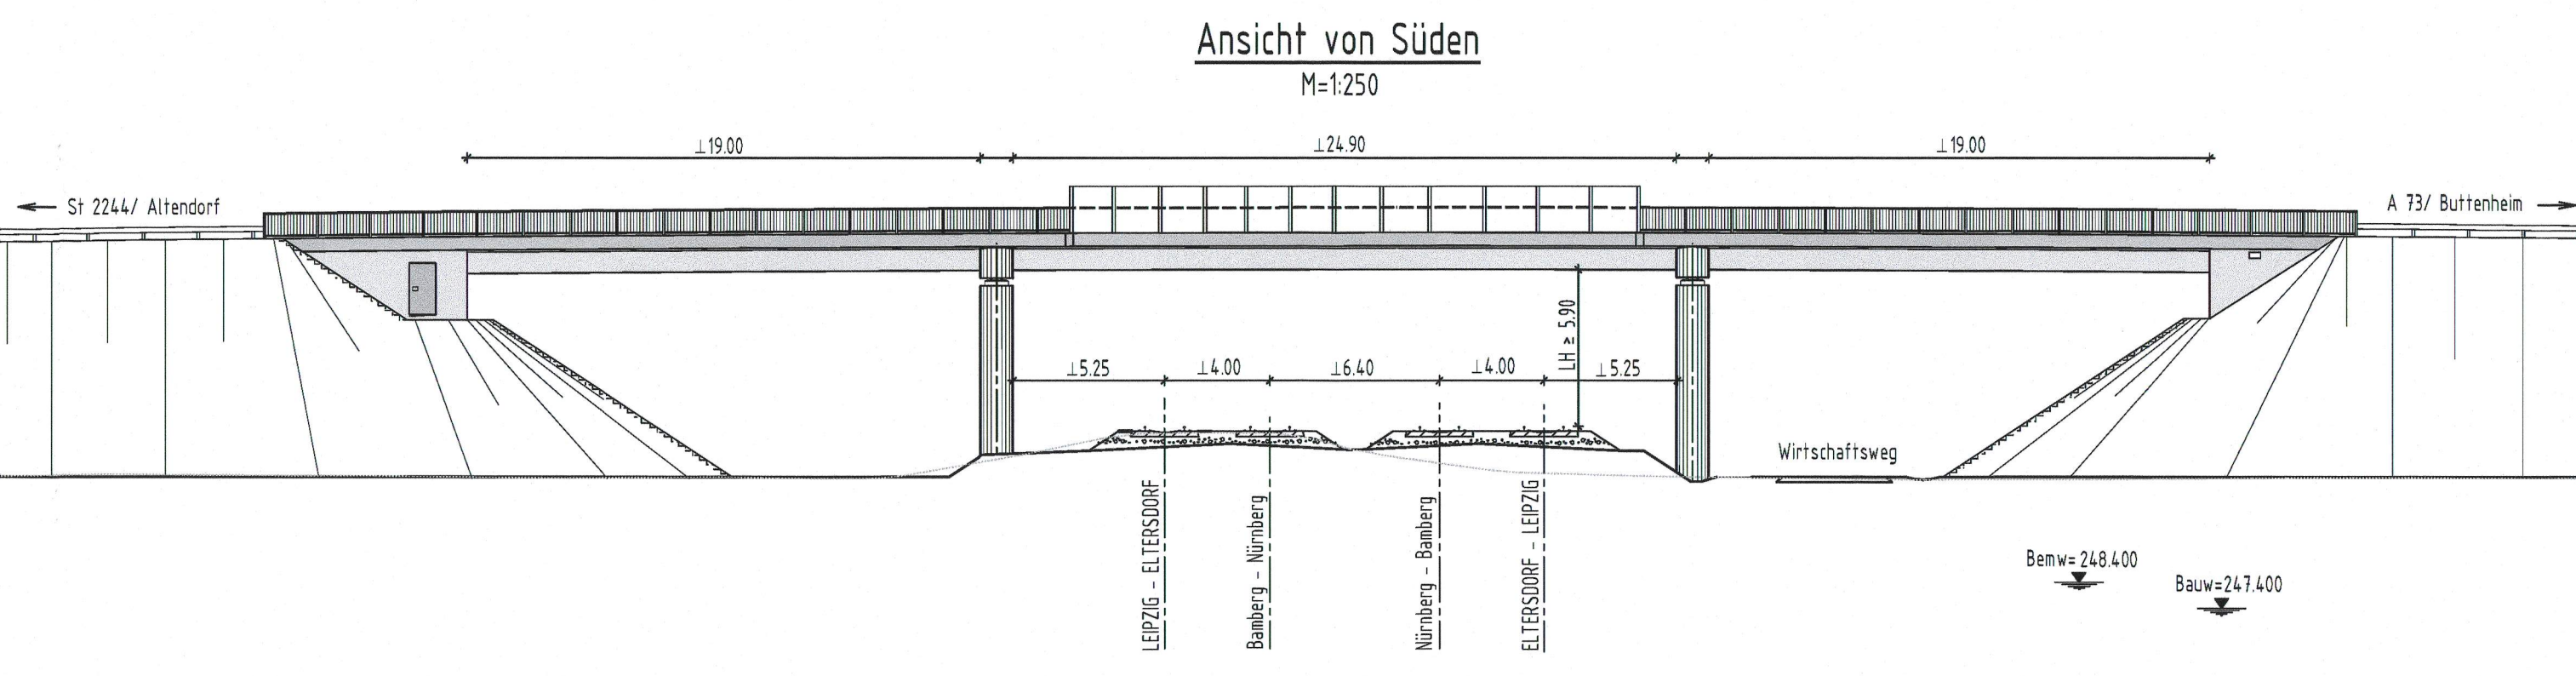 Ansicht von Süden
M=1:250
⊥19.00
⊥24.90
⊥19.00
St 2244/ Altendorf
A 73/ Buttenheim
LH ≥ 5.90
⊥5.25
⊥4.00
⊥6.40
⊥4.00
⊥5.25
Wirtschaftsweg
LEIPZIG - ELTERSDORF
Bamberg - Nürnberg
Nürnberg - Bamberg
ELTERSDORF - LEIPZIG
Bemw=248.400
Bauw=247.400